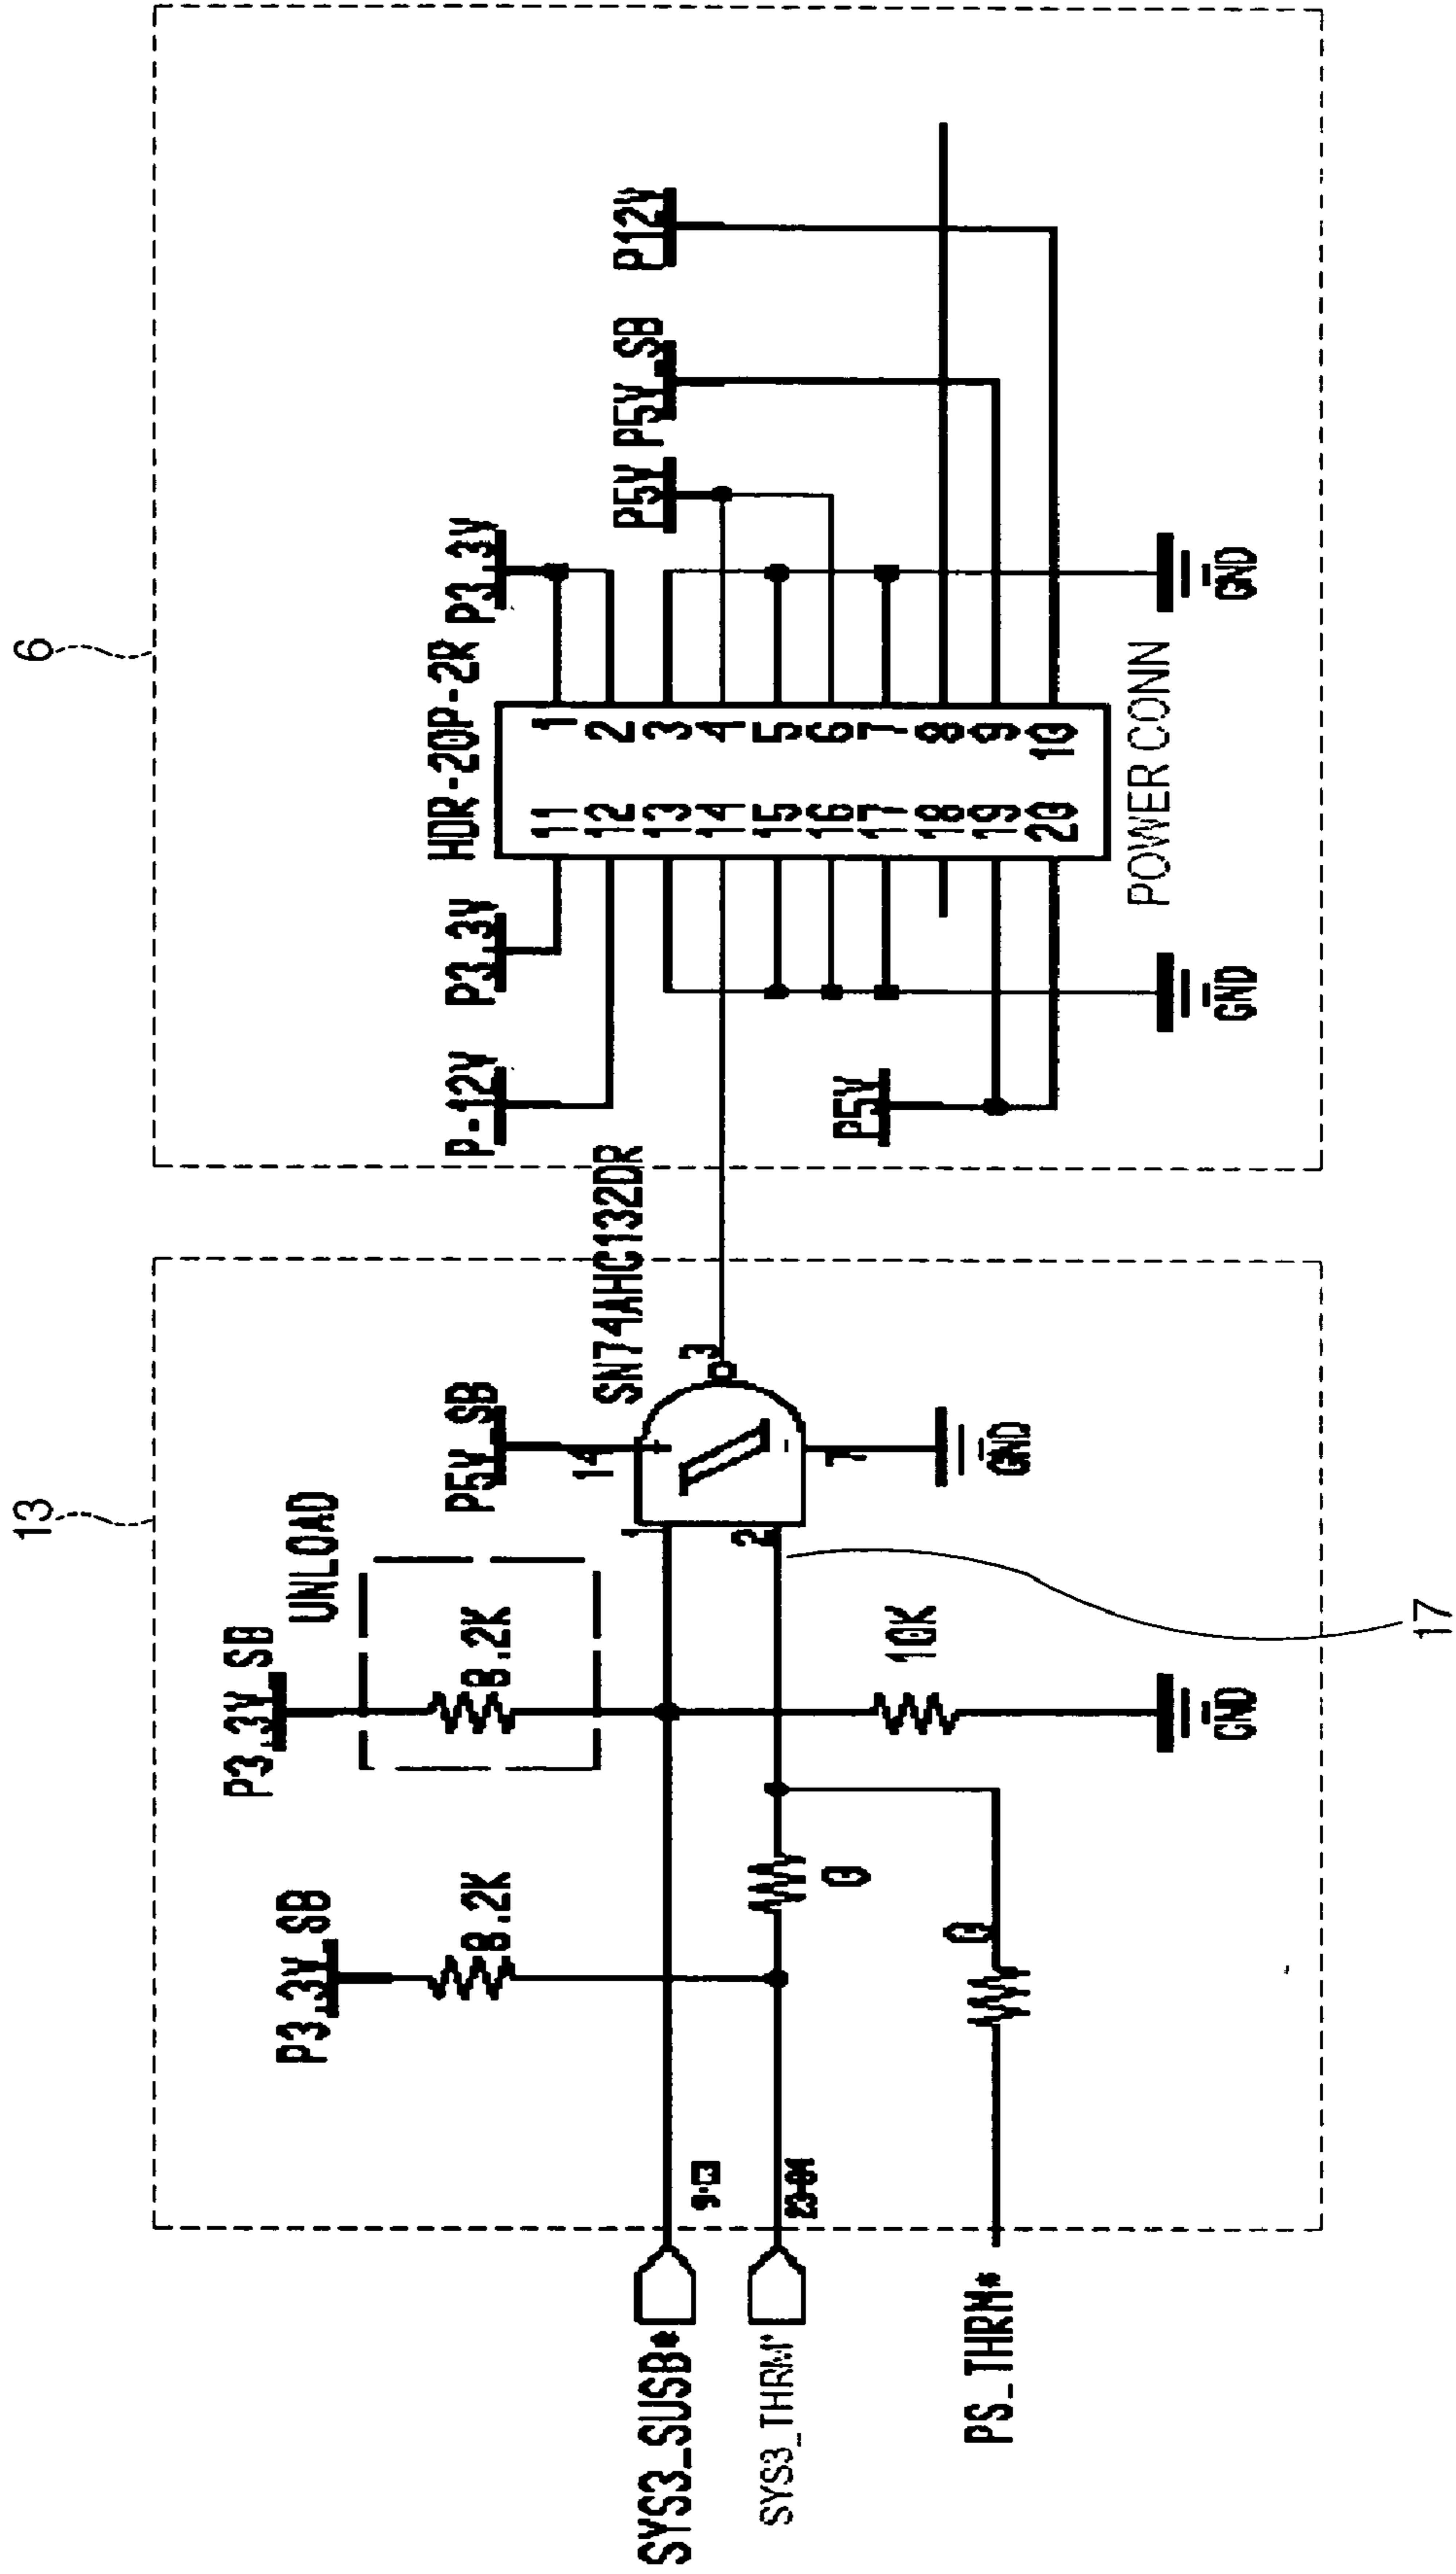 13
6
P3.3V_SB
P3.3V_SB
UNLOAD
8.2K
8.2K
P5V_SB
14
SN74AHC132DR
1
2
3
7
GND
0
0
10K
GND
17
SYS3_SUSB*
SYS3_THRM*
23-04
PS_THRM*
P-12V
P3.3V
HDR-20P-2R
P3.3V
P5V
P5V_SB
P12V
11 1
12 2
13 3
14 4
15 5
16 6
17 7
18 8
19 9
20 10
P5V
GND
GND
POWER CONN